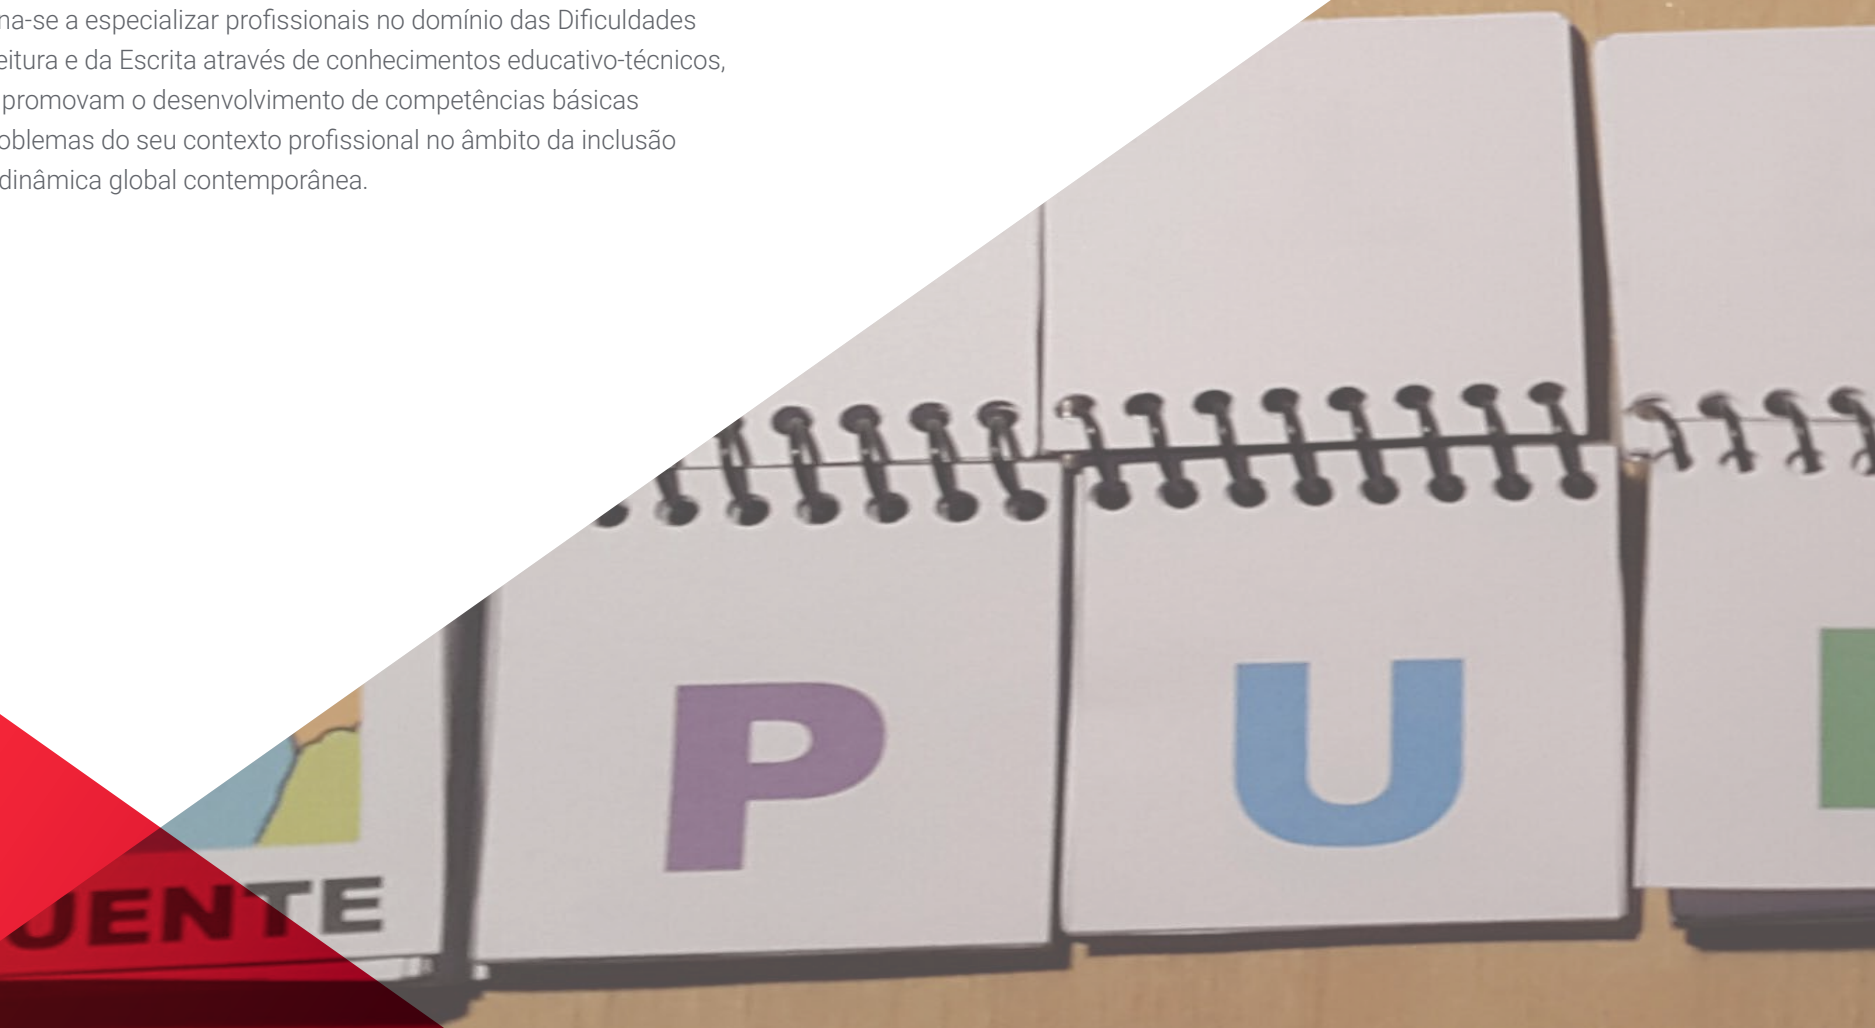 na-se a especializar profissionais no domínio das Dificuldades
eitura e da Escrita através de conhecimentos educativo-técnicos,
promovam o desenvolvimento de competências básicas
oblemas do seu contexto profissional no âmbito da inclusão
dinâmica global contemporânea.
P U
UENTE